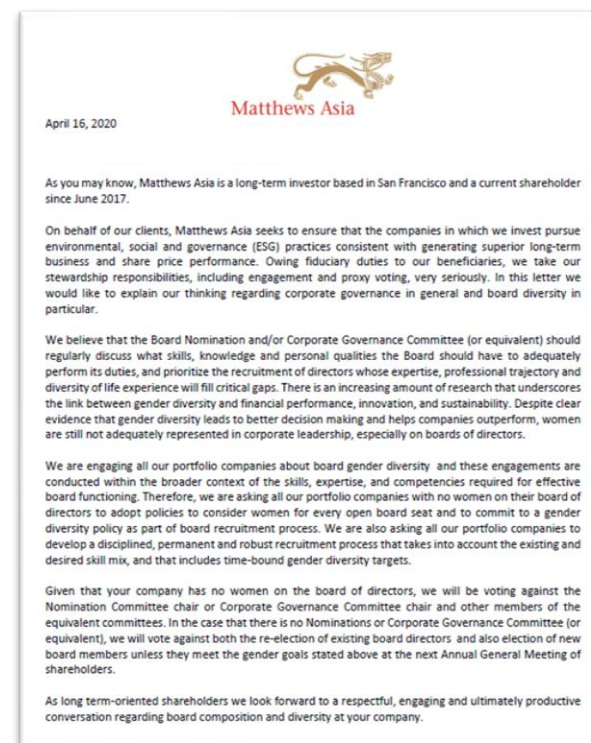 Matthews Asia
April 16, 2020
As you may know, Matthews Asia is a long-term investor based in San Francisco and a current shareholder
since June 2017.
On behalf of our clients, Matthews Asia seeks to ensure that the companies in which we invest pursue
environmental, social and governance (ESG) practices consistent with generating superior long-term
business and share price performance. Owing fiduciary duties to our beneficiaries, we take our
stewardship responsibilities, including engagement and proxy voting, very seriously. In this letter we
would like to explain our thinking regarding corporate governance in general and board diversity in
particular.
We believe that the Board Nomination and/or Corporate Governance Committee (or equivalent) should
regularly discuss what skills, knowledge and personal qualities the Board should have to adequately
perform its duties, and prioritize the recruitment of directors whose expertise, professional trajectory and
diversity of life experience will fill critical gaps. There is an increasing amount of research that underscores
the link between gender diversity and financial performance, innovation, and sustainability. Despite clear
evidence that gender diversity leads to better decision making and helps companies outperform, women
are still not adequately represented in corporate leadership, especially on boards of directors.
We are engaging all our portfolio companies about board gender diversity and these engagements are
conducted within the broader context of the skills, expertise, and competencies required for effective
board functioning. Therefore, we are asking all our portfolio companies with no women on their board of
directors to adopt policies to consider women for every open board seat and to commit to a gender
diversity policy as part of board recruitment process. We are also asking all our portfolio companies to
develop a disciplined, permanent and robust recruitment process that takes into account the existing and
desired skill mix, and that includes time-bound gender diversity targets.
Given that your company has no women on the board of directors, we will be voting against the
Nomination Committee chair or Corporate Governance Committee chair and other members of the
equivalent committees. In the case that there is no Nominations or Corporate Governance Committee (or
equivalent), we will vote against both the re-election of existing board directors and also election of new
board members unless they meet the gender goals stated above at the next Annual General Meeting of
shareholders.
As long term-oriented shareholders we look forward to a respectful, engaging and ultimately productive
conversation regarding board composition and diversity at your company.